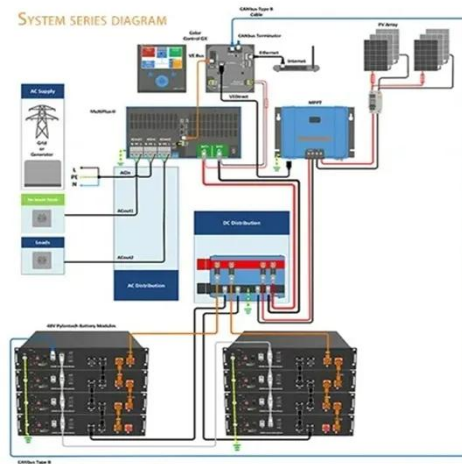 SYSTEM SERIES DIAGRAM
CANbus Type B
Cable
Color
Control GX
CANbus Terminator
PV Array
VE.Bus
Ethernet
Internet
AC Supply
VE.Direct
MPPT
MultiPlus-II
Grid
or
Generator
L
PE
N
ACin
ACout1
Loads
DC Distribution
ACout2
AC Distribution
48V Pylontech Battery Modules
CANbus Type B